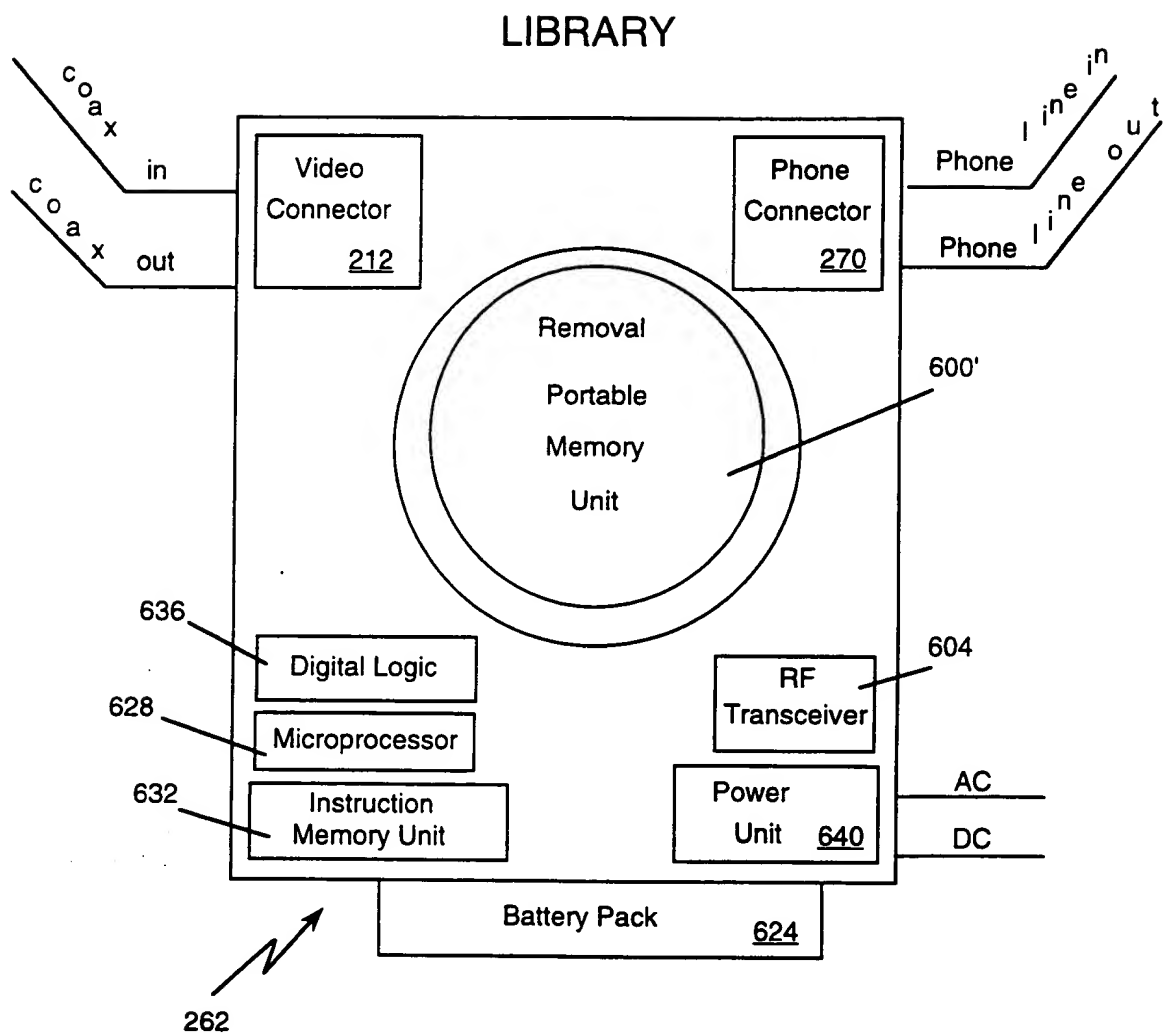 LIBRARY
coax in
coax out
Video
Connector
212
Phone
Connector
270
Phone line in
Phone line out
Removal
Portable
Memory
Unit
600'
636
Digital Logic
628
Microprocessor
632
Instruction
Memory Unit
604
RF
Transceiver
Power
Unit
640
AC
DC
Battery Pack
624
262